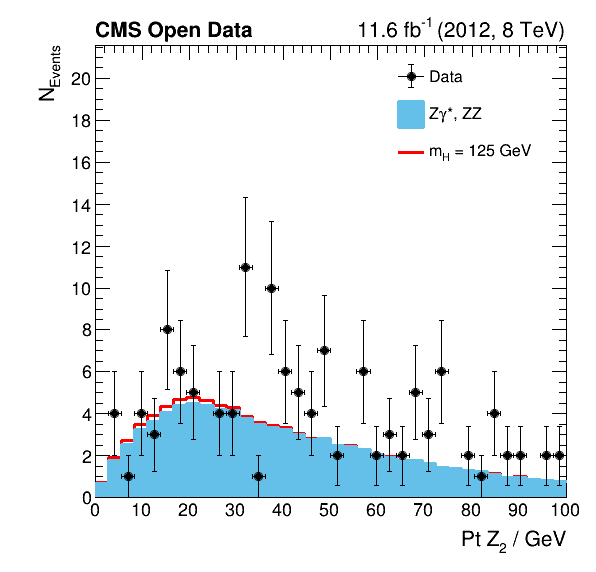 CMS Open Data 11.6 fb⁻¹ (2012, 8 TeV)
N_Events
20
18
16
14
12
10
8
6
4
2
0
Data
Zγ*, ZZ
m_H = 125 GeV
0 10 20 30 40 50 60 70 80 90 100
Pt Z₂ / GeV